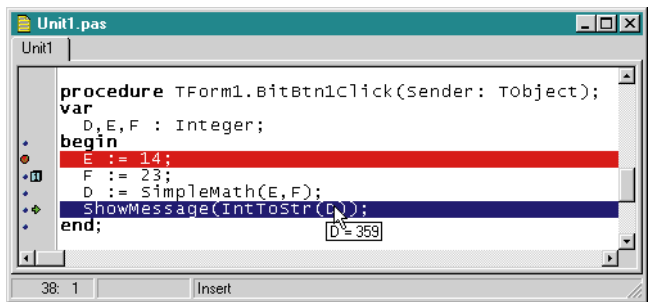 Unit1.pas
Unit1
procedure TForm1.BitBtn1Click(Sender: TObject);
var
D,E,F : Integer;
begin
E := 14;
F := 23;
D := SimpleMath(E,F);
ShowMessage(IntToStr(D));
end;
D = 359
38: 1 Insert